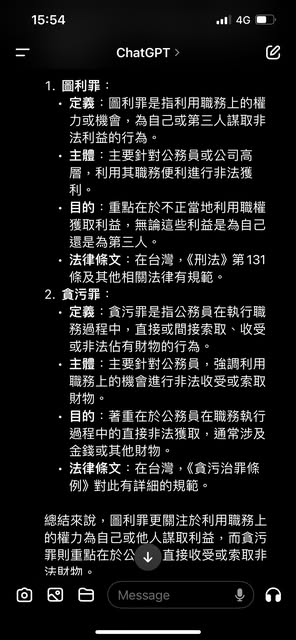 15:54
4G
ChatGPT >
1. 圖利罪：
• 定義：圖利罪是指利用職務上的權
力或機會，為自己或第三人謀取非
法利益的行為。
• 主體：主要針對公務員或公司高
層，利用其職務便利進行非法獲
利。
• 目的：重點在於不正當地利用職權
獲取利益，無論這些利益是為自己
還是為第三人。
• 法律條文：在台灣，《刑法》第131
條及其他相關法律有規範。
2. 貪污罪：
• 定義：貪污罪是指公務員在執行職
務過程中，直接或間接索取、收受
或非法佔有財物的行為。
• 主體：主要針對公務員，強調利用
職務上的機會進行非法收受或索取
財物。
• 目的：著重在於公務員在職務執行
過程中的直接非法獲取，通常涉及
金錢或其他財物。
• 法律條文：在台灣，《貪污治罪條
例》對此有詳細的規範。
總結來說，圖利罪更關注於利用職務上
的權力為自己或他人謀取利益，而貪污
罪則重點在於公 直接收受或索取非
法財物。
Message